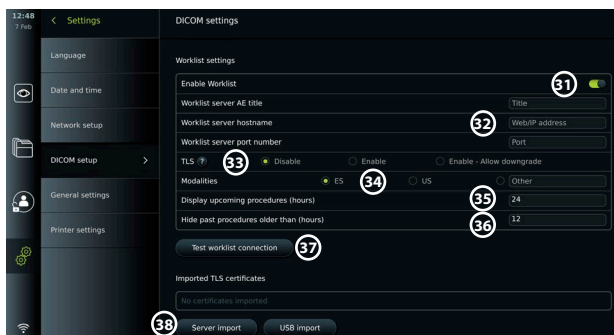 12:48
7 Feb
< Settings
DICOM settings
Language
Date and time
Network setup
DICOM setup >
General settings
Printer settings
Worklist settings
Enable Worklist 31
Worklist server AE title Title
Worklist server hostname 32 Web/IP address
Worklist server port number Port
TLS ? 33 Disable Enable Enable - Allow downgrade
Modalities ES 34 US Other
Display upcoming procedures (hours) 35 24
Hide past procedures older than (hours) 36 12
Test worklist connection 37
Imported TLS certificates
No certificates imported
38 Server import USB import